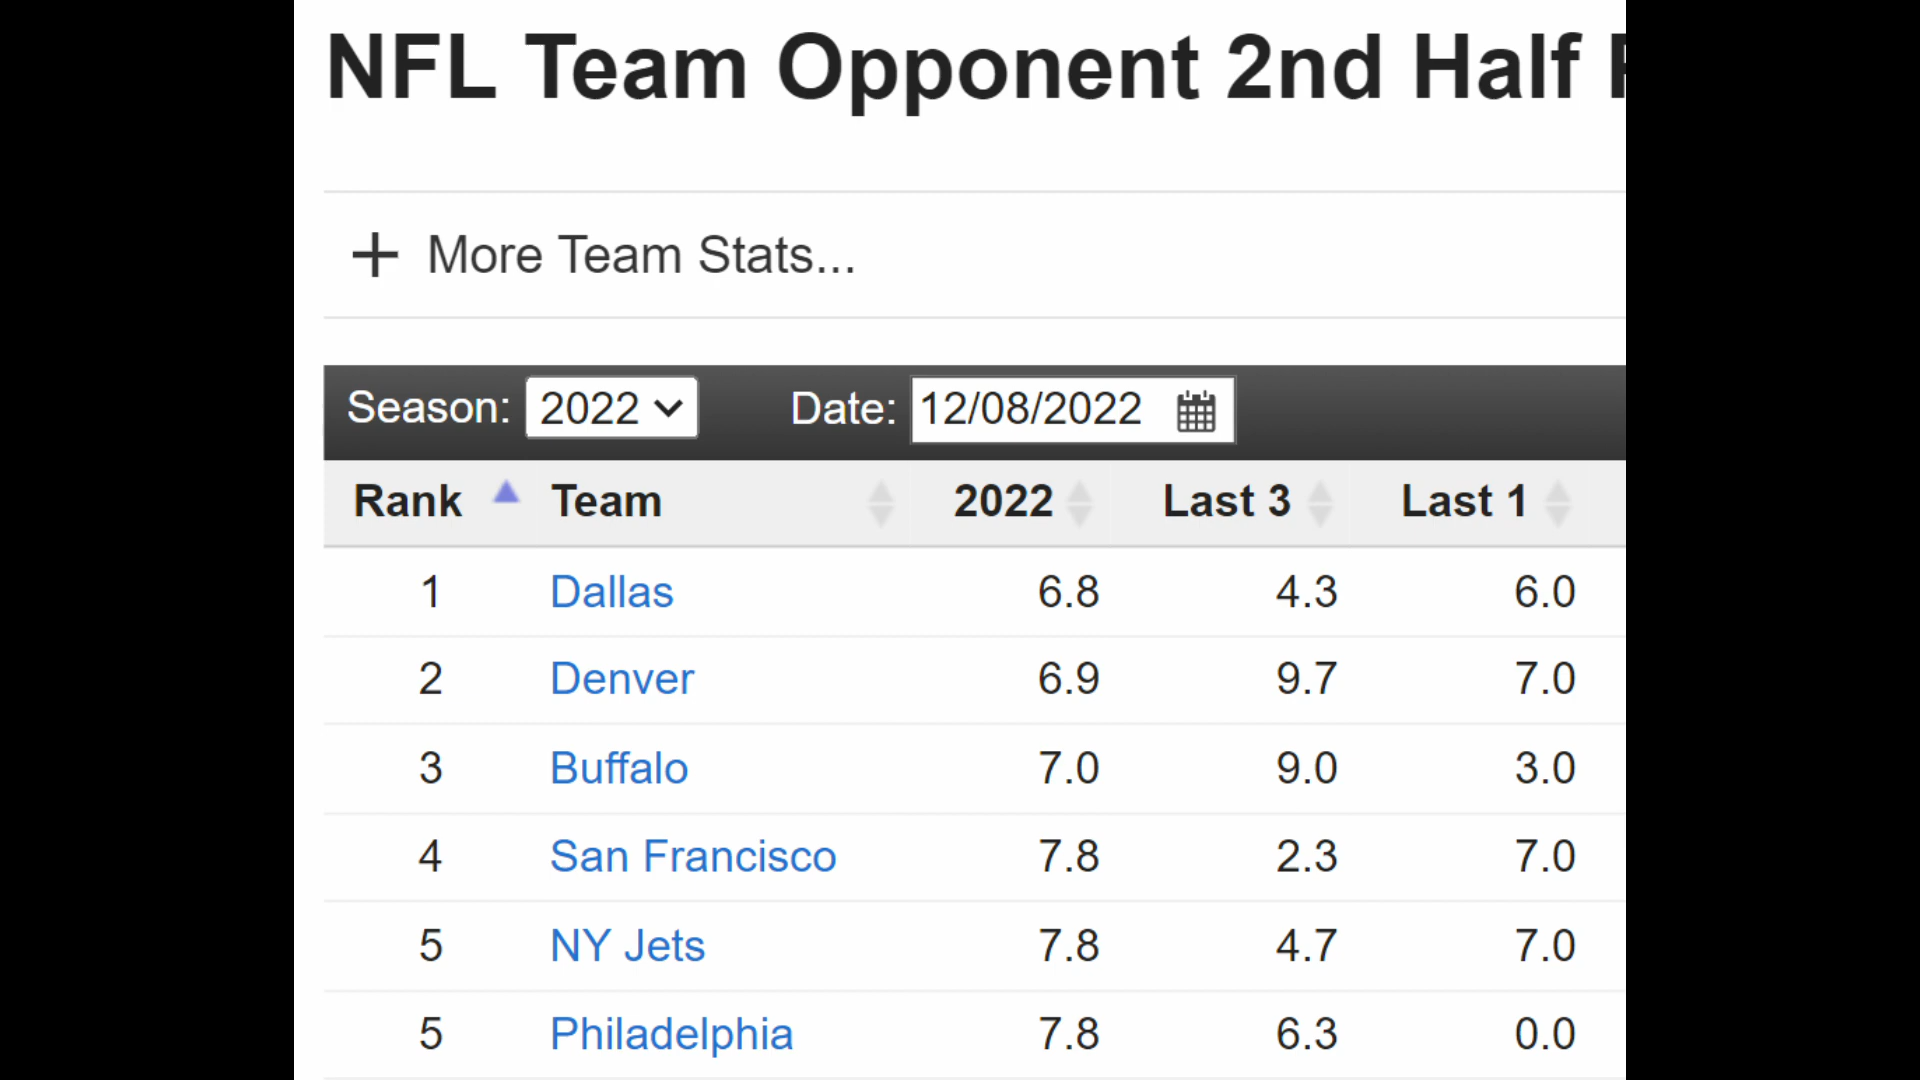 NFL Team Opponent 2nd Half
+ More Team Stats...
Season: 2022 Date: 12/08/2022
Rank Team 2022 Last 3 Last 1
1 Dallas 6.8 4.3 6.0
2 Denver 6.9 9.7 7.0
3 Buffalo 7.0 9.0 3.0
4 San Francisco 7.8 2.3 7.0
5 NY Jets 7.8 4.7 7.0
5 Philadelphia 7.8 6.3 0.0